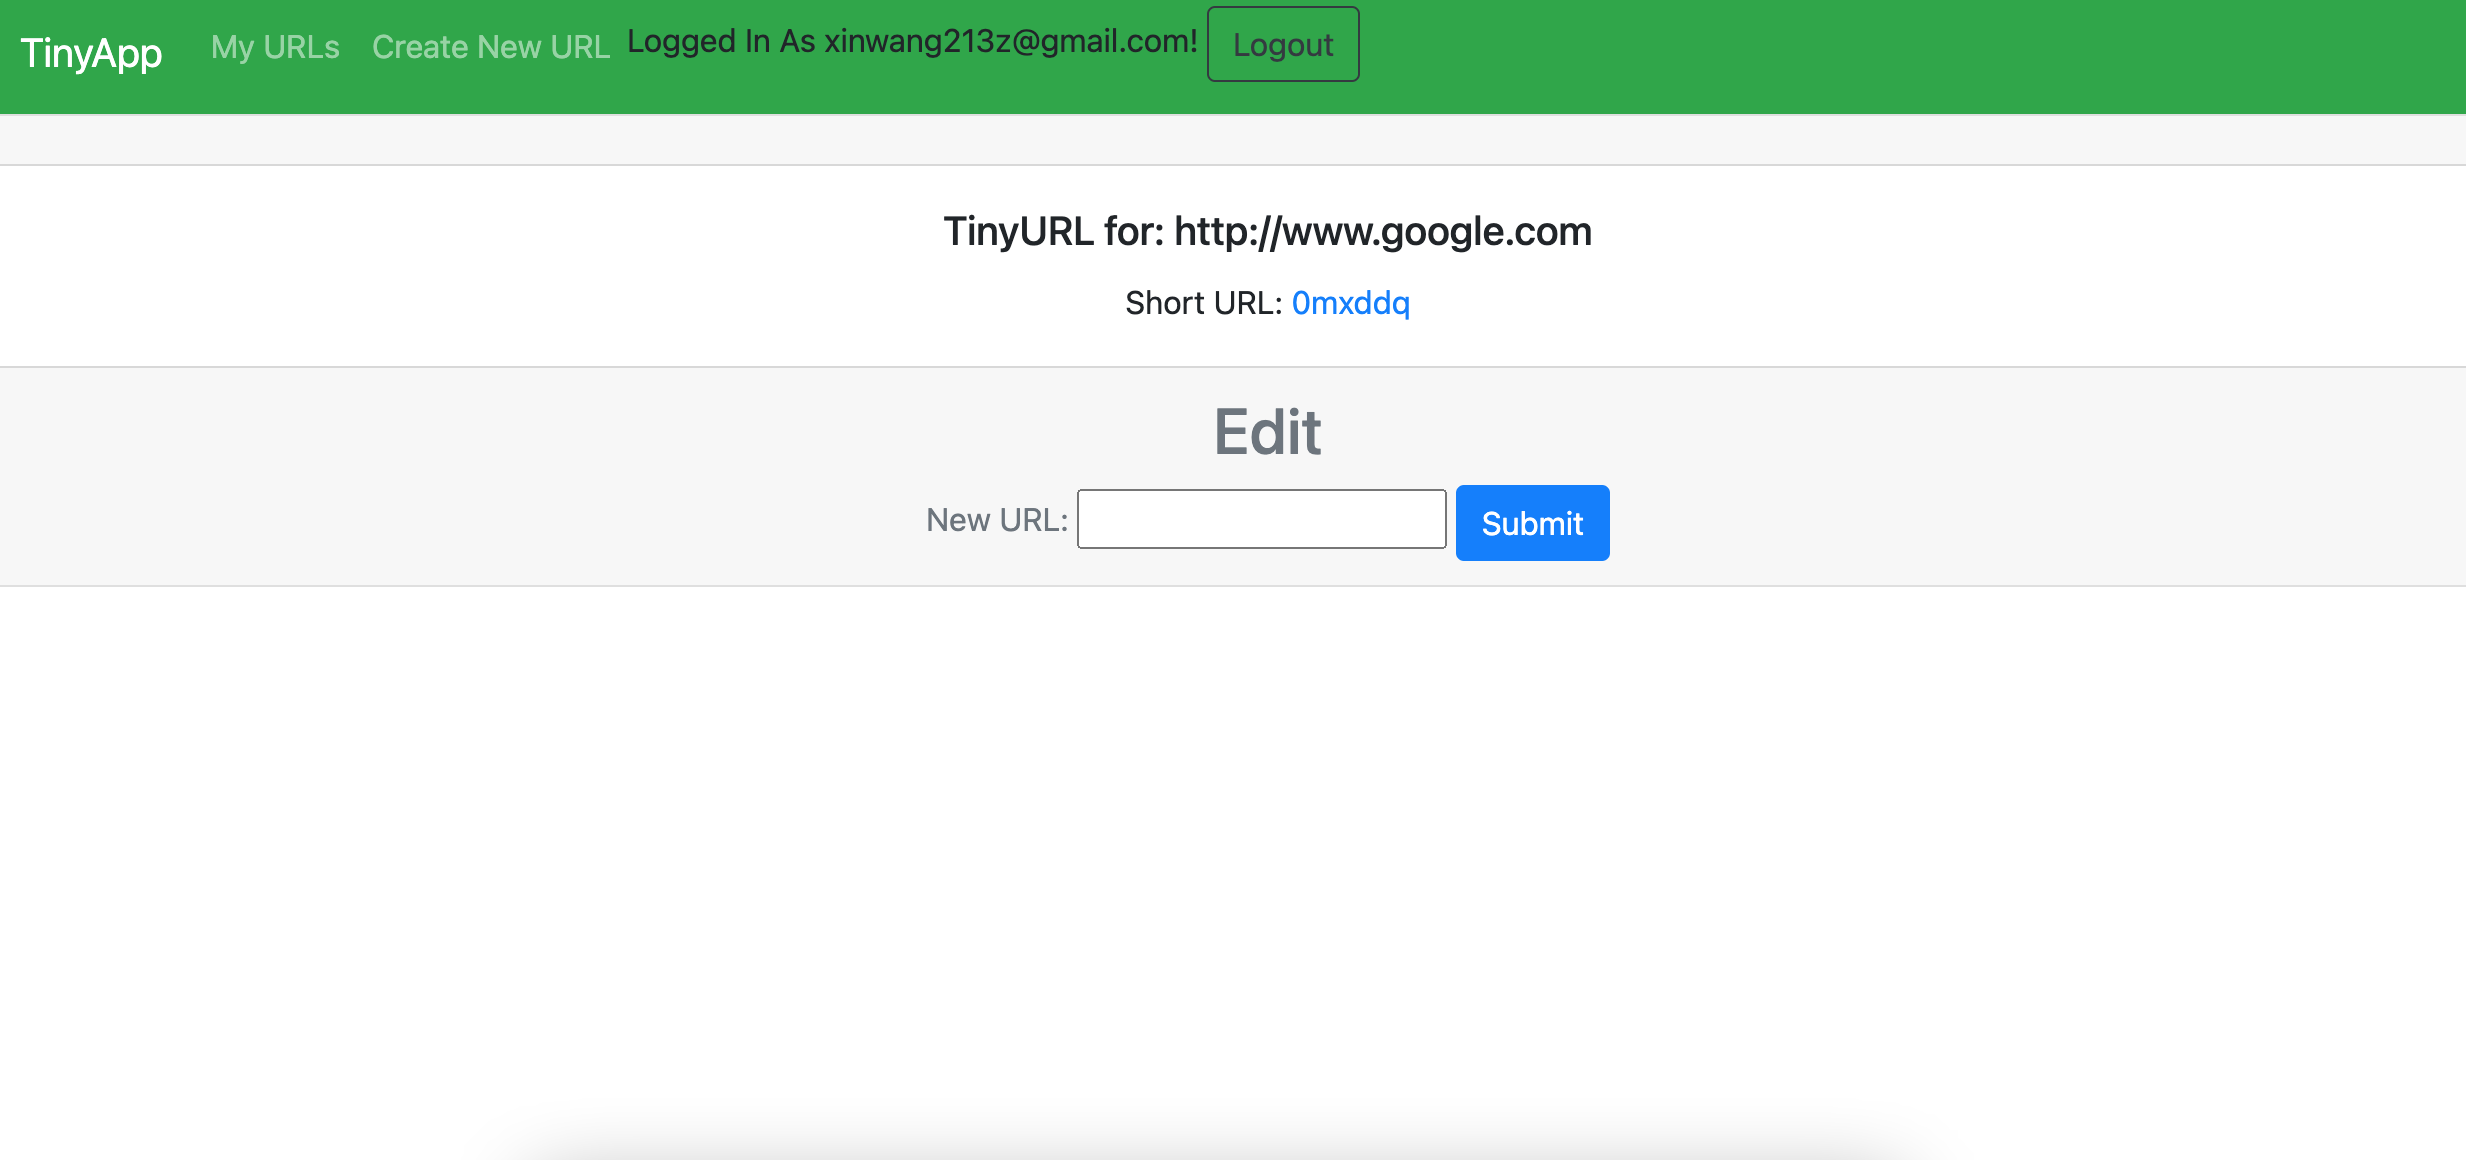 TinyApp My URLs Create New URL Logged In As xinwang213z@gmail.com! Logout
TinyURL for: http://www.google.com
Short URL: 0mxddq
Edit
New URL: Submit